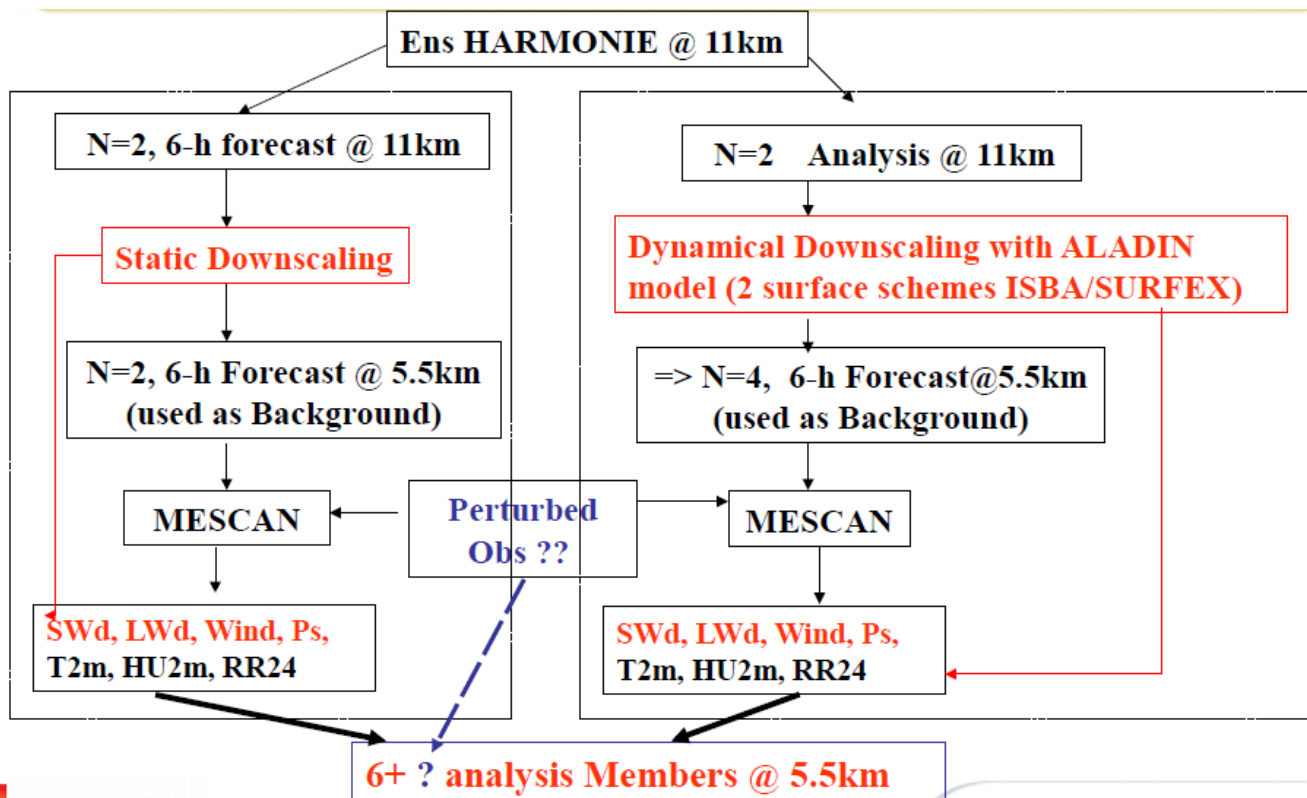 Ens HARMONIE @ 11km
N=2, 6-h forecast @ 11km
Static Downscaling
N=2, 6-h Forecast @ 5.5km
(used as Background)
MESCAN
SWd, LWd, Wind, Ps,
T2m, HU2m, RR24
N=2 Analysis @ 11km
Dynamical Downscaling with ALADIN
model (2 surface schemes ISBA/SURFEX)
=> N=4, 6-h Forecast@5.5km
(used as Background)
MESCAN
SWd, LWd, Wind, Ps,
T2m, HU2m, RR24
Perturbed
Obs ??
6+ ? analysis Members @ 5.5km